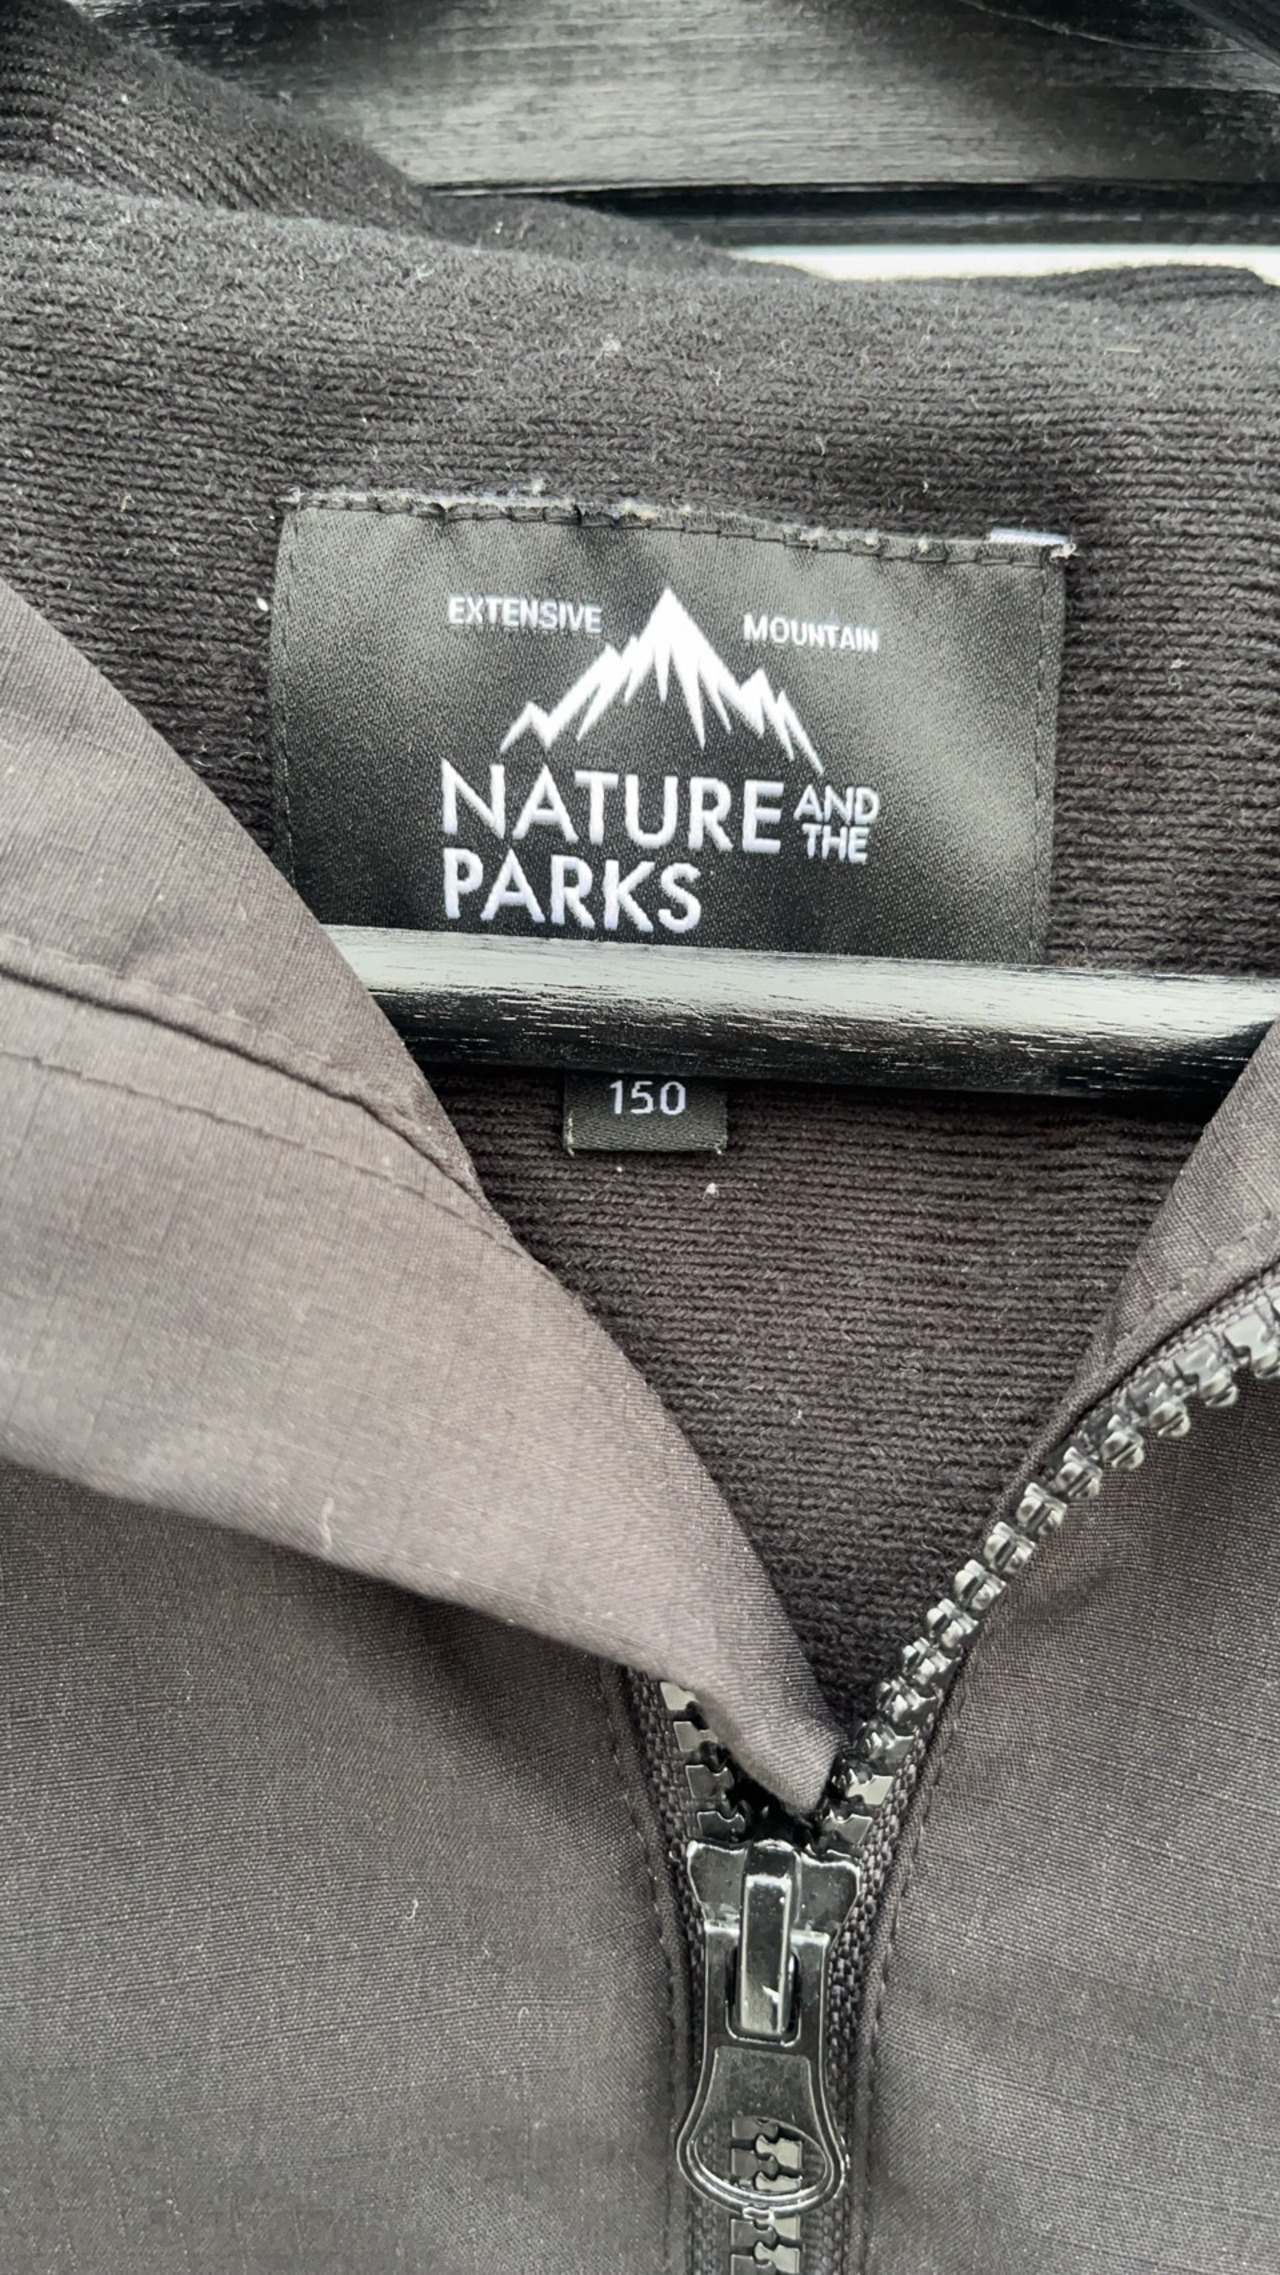 EXTENSIVE MOUNTAIN
NATURE AND THE
PARKS
150